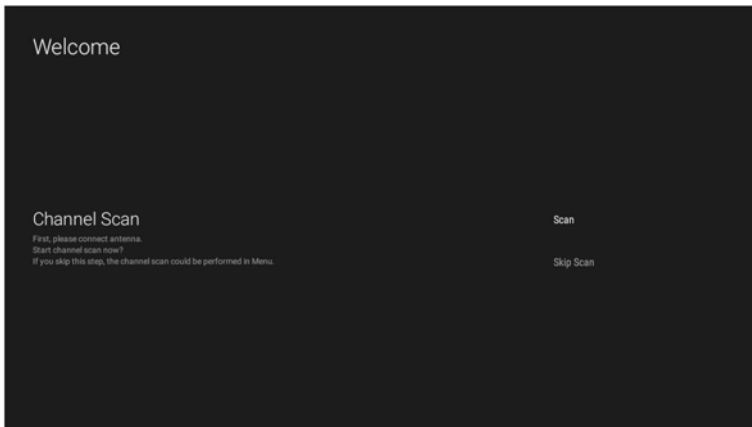 Welcome
Channel Scan
First, please connect antenna.
Start channel scan now?
If you skip this step, the channel scan could be performed in Menu.
Scan
Skip Scan